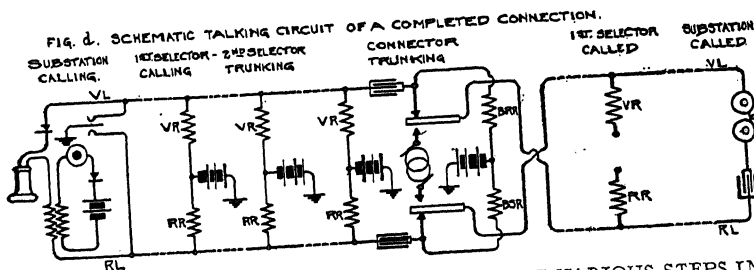 FIG. d. SCHEMATIC TALKING CIRCUIT OF A COMPLETED CONNECTION.
SUBSTATION CALLING.
1ST SELECTOR - 2ND SELECTOR
CALLING TRUNKING
CONNECTOR TRUNKING
1ST. SELECTOR CALLED
SUBSTATION CALLED.
VL
VL
VR
VR
VR
BRR
VR
RR
RR
RR
BSR
RR
RL
RL
VARIOUS STEPS IN